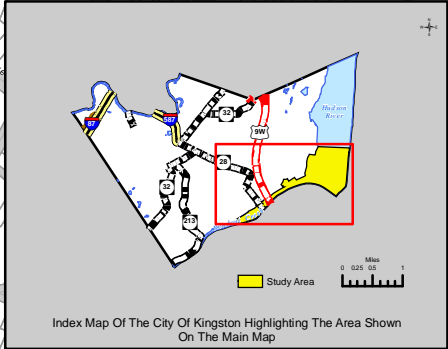 32
Hudson
River
87
587
9W
28
32
213
Miles
0 0.25 0.5 1
Study Area
Index Map Of The City Of Kingston Highlighting The Area Shown
On The Main Map